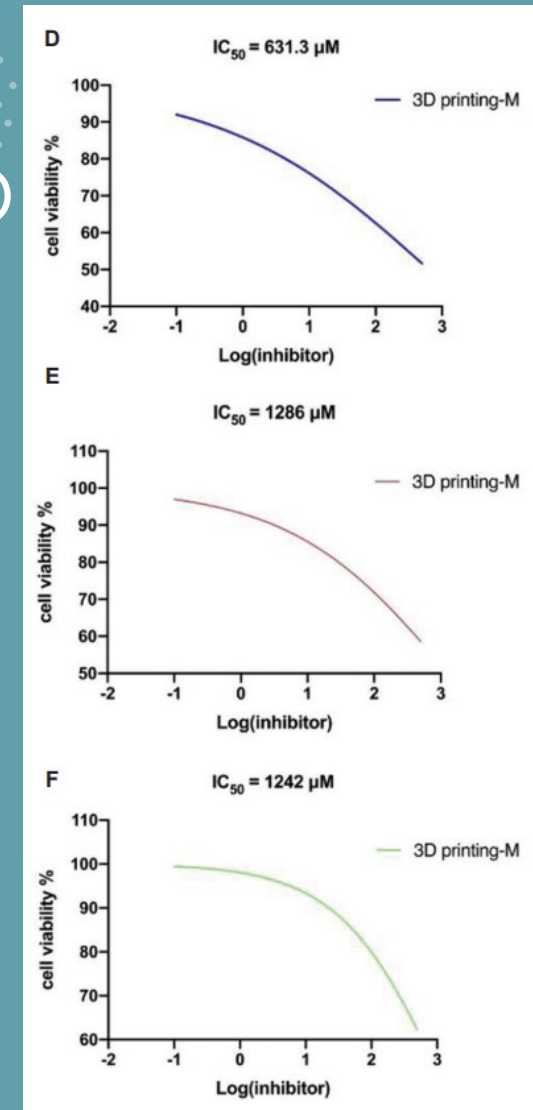 D
IC50 = 631.3 µM
3D printing-M
100
90
80
70
60
50
40
cell viability %
-2 -1 0 1 2 3
Log(inhibitor)
E
IC50 = 1286 µM
3D printing-M
110
100
90
80
70
60
50
cell viability %
-2 -1 0 1 2 3
Log(inhibitor)
F
IC50 = 1242 µM
3D printing-M
110
100
90
80
70
60
cell viability %
-2 -1 0 1 2 3
Log(inhibitor)